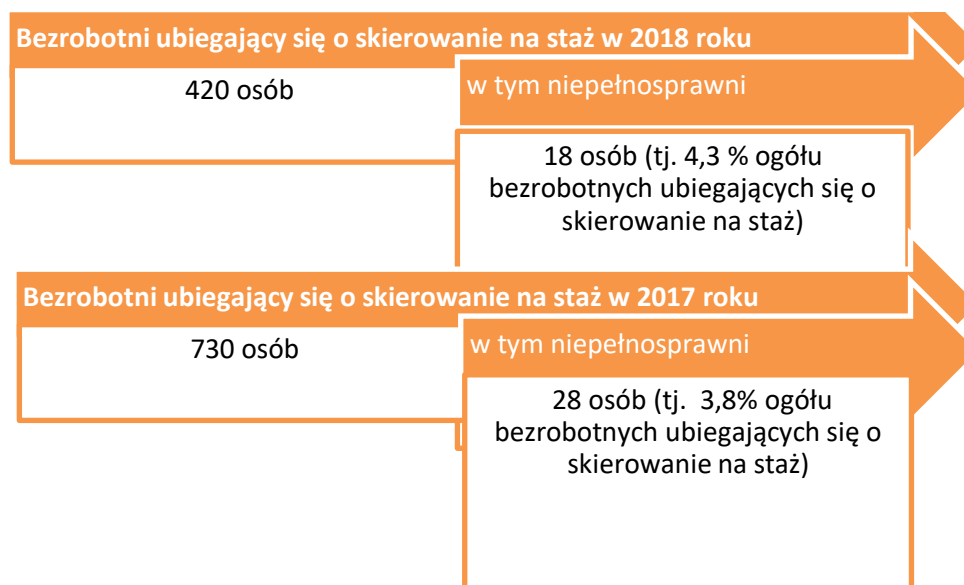 Bezrobotni ubiegający się o skierowanie na staż w 2018 roku
420 osób
w tym niepełnosprawni
18 osób (tj. 4,3 % ogółu
bezrobotnych ubiegających się o
skierowanie na staż)
Bezrobotni ubiegający się o skierowanie na staż w 2017 roku
730 osób
w tym niepełnosprawni
28 osób (tj.  3,8% ogółu
bezrobotnych ubiegających się o
skierowanie na staż)